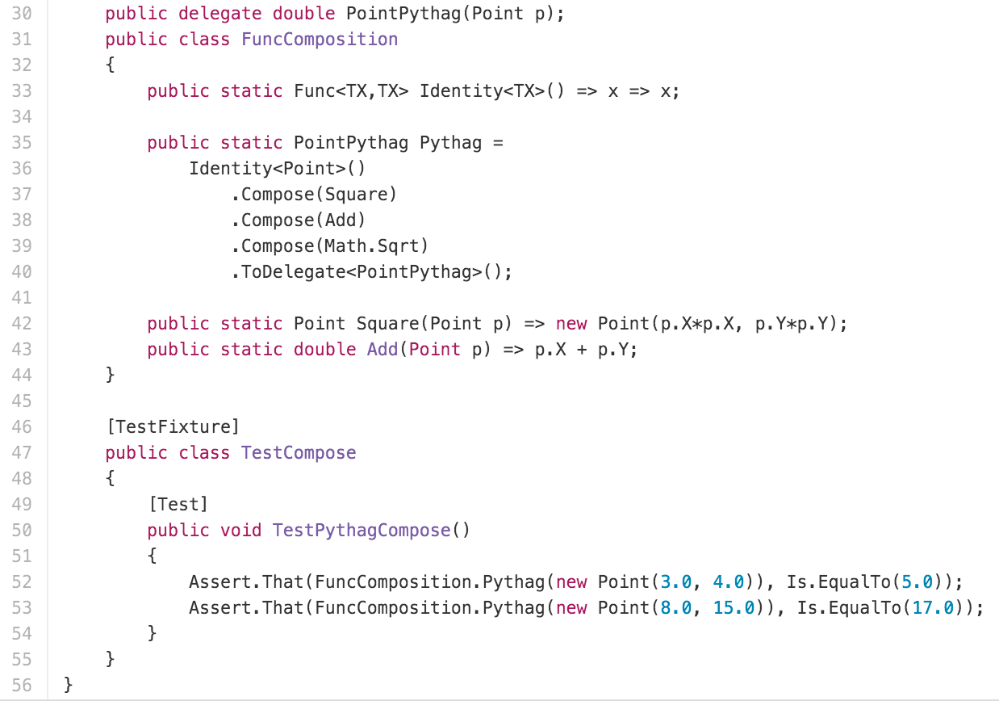 30 public delegate double PointPythag(Point p);
31 public class FuncComposition
32 {
33 public static Func<TX,TX> Identity<TX>() => x => x;
34
35 public static PointPythag Pythag =
36 Identity<Point>()
37 .Compose(Square)
38 .Compose(Add)
39 .Compose(Math.Sqrt)
40 .ToDelegate<PointPythag>();
41
42 public static Point Square(Point p) => new Point(p.X*p.X, p.Y*p.Y);
43 public static double Add(Point p) => p.X + p.Y;
44 }
45
46 [TestFixture]
47 public class TestCompose
48 {
49 [Test]
50 public void TestPythagCompose()
51 {
52 Assert.That(FuncComposition.Pythag(new Point(3.0, 4.0)), Is.EqualTo(5.0));
53 Assert.That(FuncComposition.Pythag(new Point(8.0, 15.0)), Is.EqualTo(17.0));
54 }
55 }
56 }